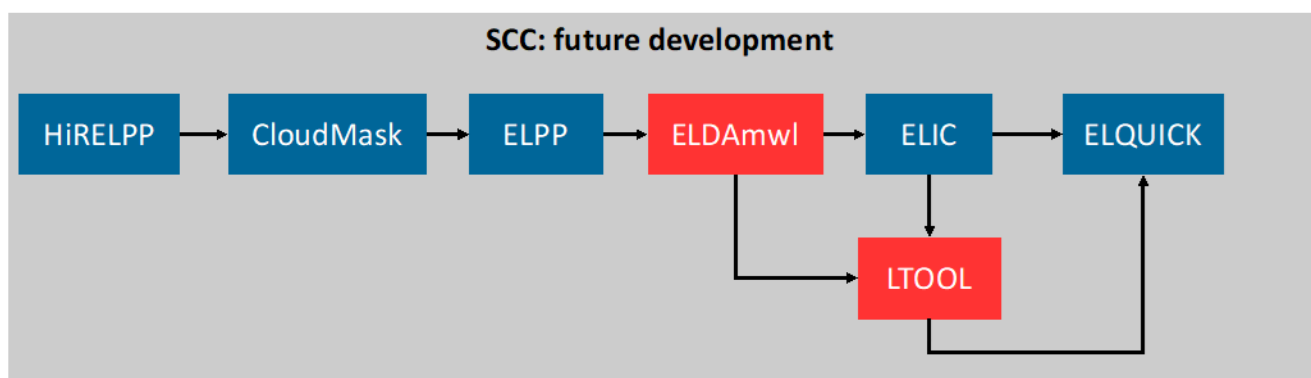 SCC: future development
HiRELPP
CloudMask
ELPP
ELDAmwl
ELIC
ELQUICK
LTOOL